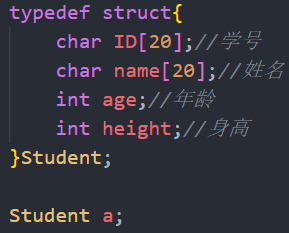 typedef struct{
char ID[20];//学号
char name[20];//姓名
int age;//年龄
int height;//身高
}Student;
Student a;